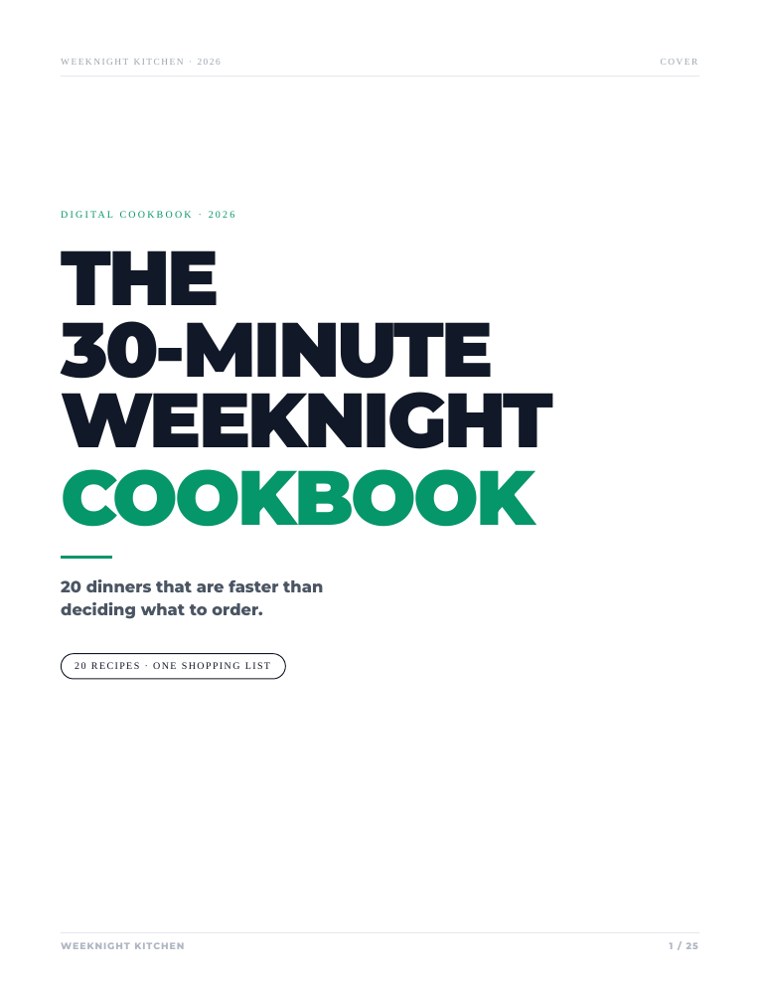 WEEKNIGHT KITCHEN · 2026
COVER
DIGITAL COOKBOOK · 2026
THE
30-MINUTE
WEEKNIGHT
COOKBOOK
20 dinners that are faster than
deciding what to order.
20 RECIPES · ONE SHOPPING LIST
WEEKNIGHT KITCHEN
1 / 25